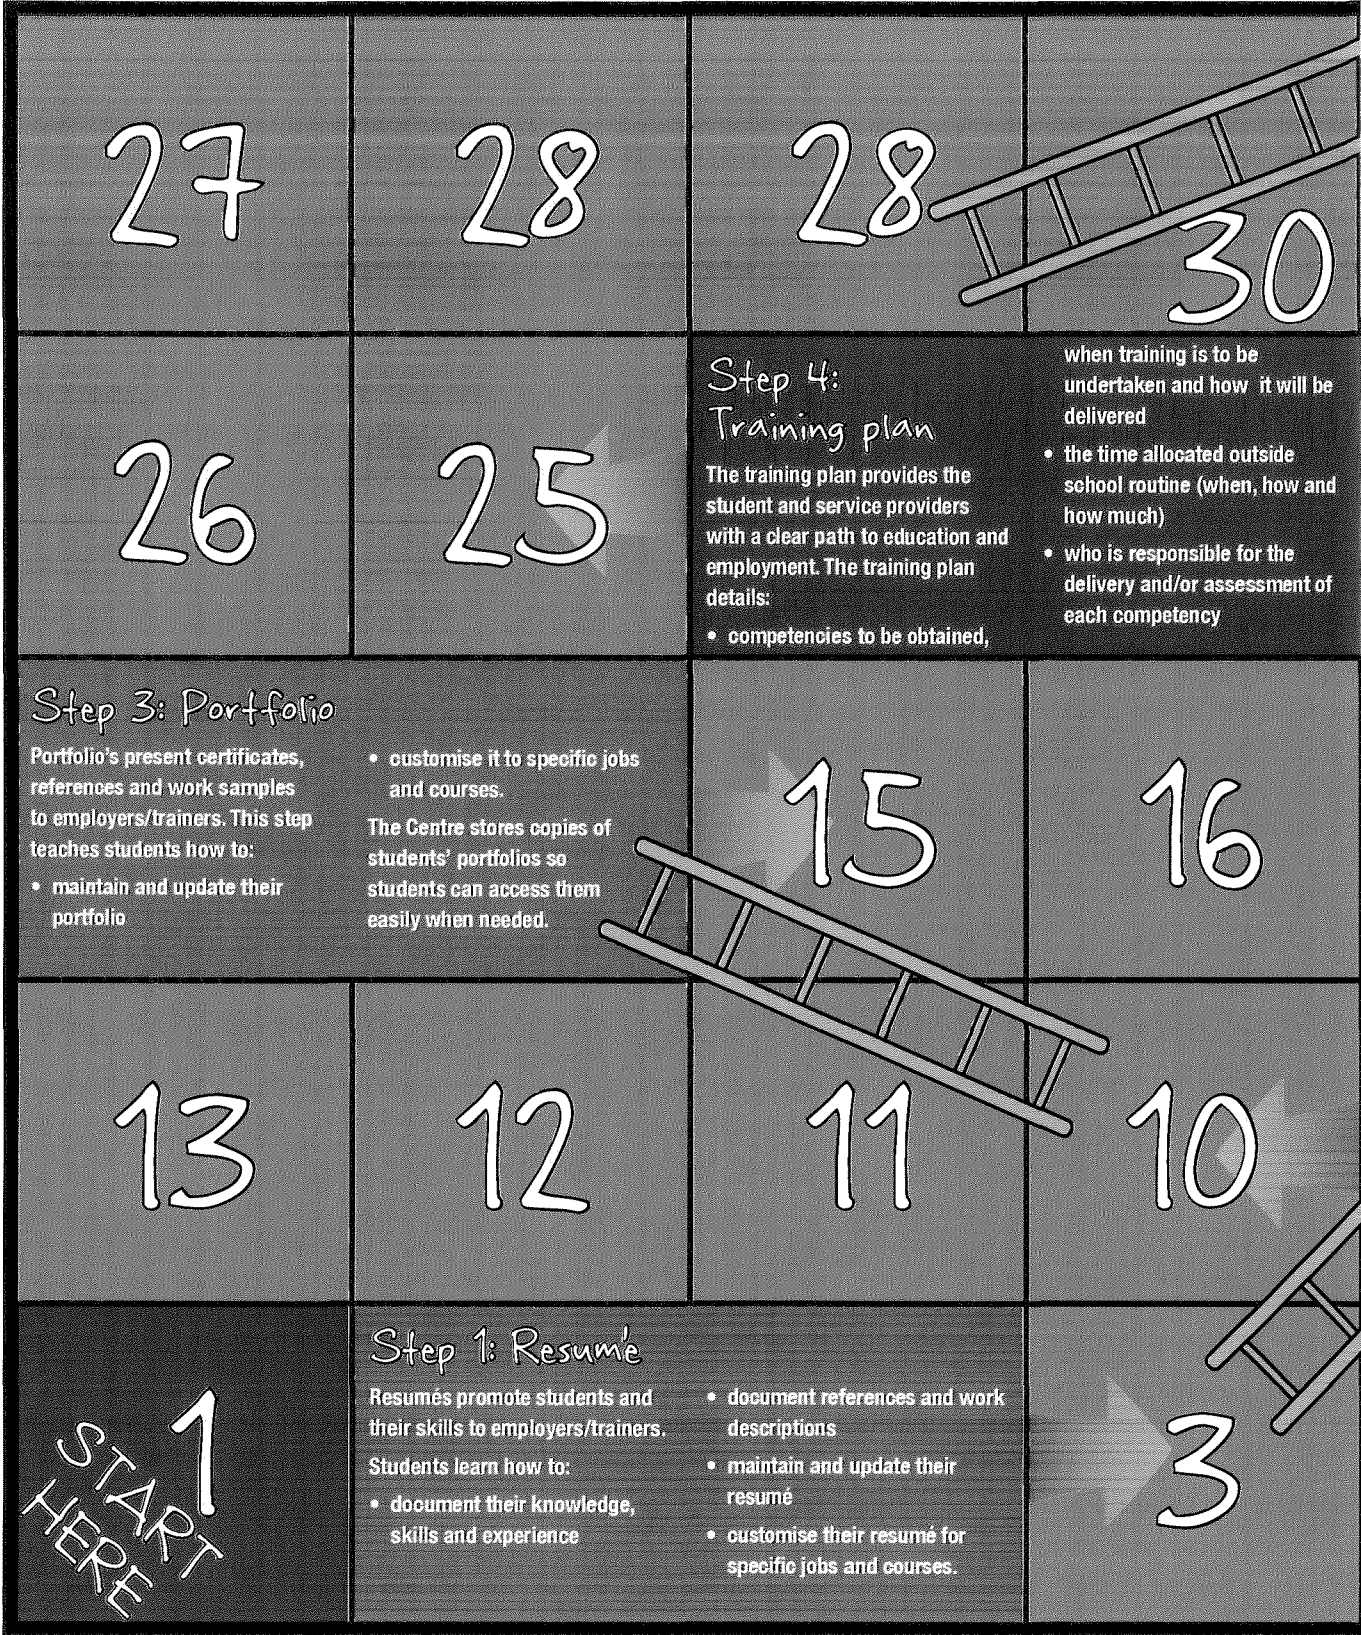 27
28
28
30
26
25
Step 4:
Training plan
The training plan provides the
student and service providers
with a clear path to education and
employment. The training plan
details:
• competencies to be obtained,
when training is to be
undertaken and how it will be
delivered
• the time allocated outside
school routine (when, how and
how much)
• who is responsible for the
delivery and/or assessment of
each competency
Step 3: Portfolio
Portfolio's present certificates,
references and work samples
to employers/trainers. This step
teaches students how to:
• maintain and update their
portfolio
• customise it to specific jobs
and courses.
The Centre stores copies of
students' portfolios so
students can access them
easily when needed.
15
16
13
12
11
10
1
START
HERE
Step 1: Resumé
Resumés promote students and
their skills to employers/trainers.
Students learn how to:
• document their knowledge,
skills and experience
• document references and work
descriptions
• maintain and update their
resumé
• customise their resumé for
specific jobs and courses.
3